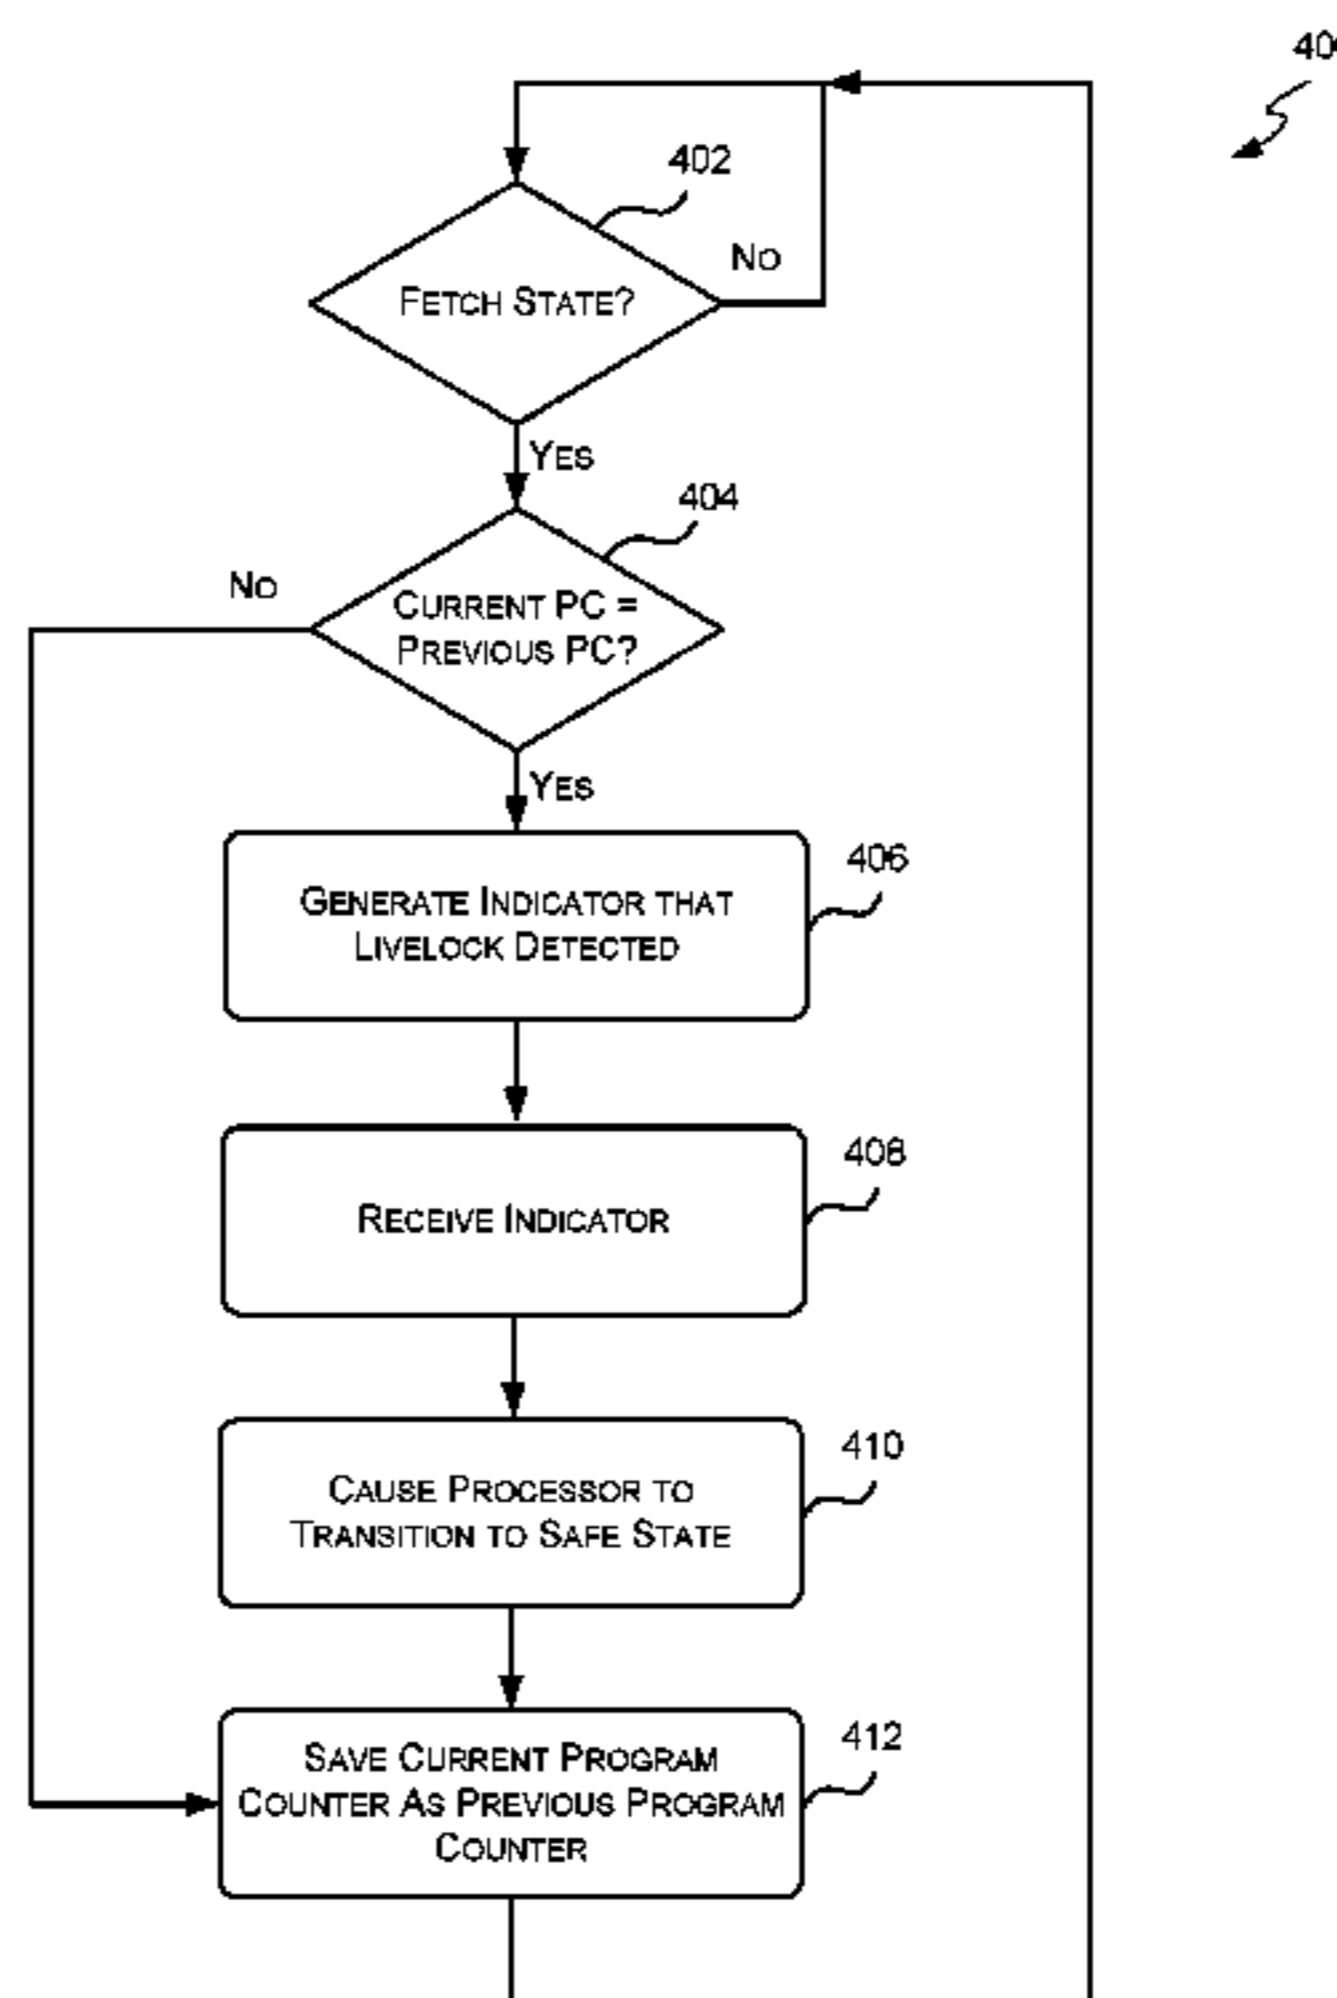 402
NO
FETCH STATE?
YES
404
NO
CURRENT PC =
PREVIOUS PC?
YES
406
GENERATE INDICATOR THAT
LIVELOCK DETECTED
408
RECEIVE INDICATOR
410
CAUSE PROCESSOR TO
TRANSITION TO SAFE STATE
412
SAVE CURRENT PROGRAM
COUNTER AS PREVIOUS PROGRAM
COUNTER